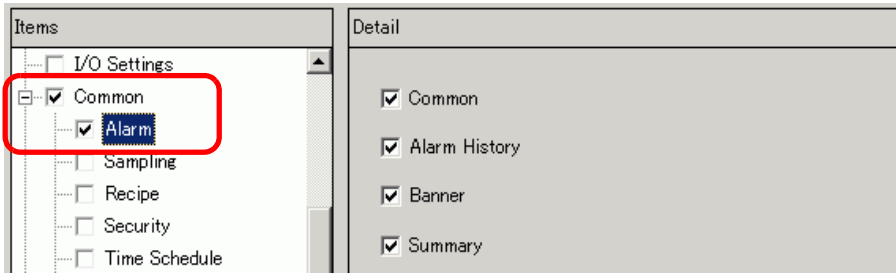 Items
I/O Settings
Common
Alarm
Sampling
Recipe
Security
Time Schedule
Detail
Common
Alarm History
Banner
Summary